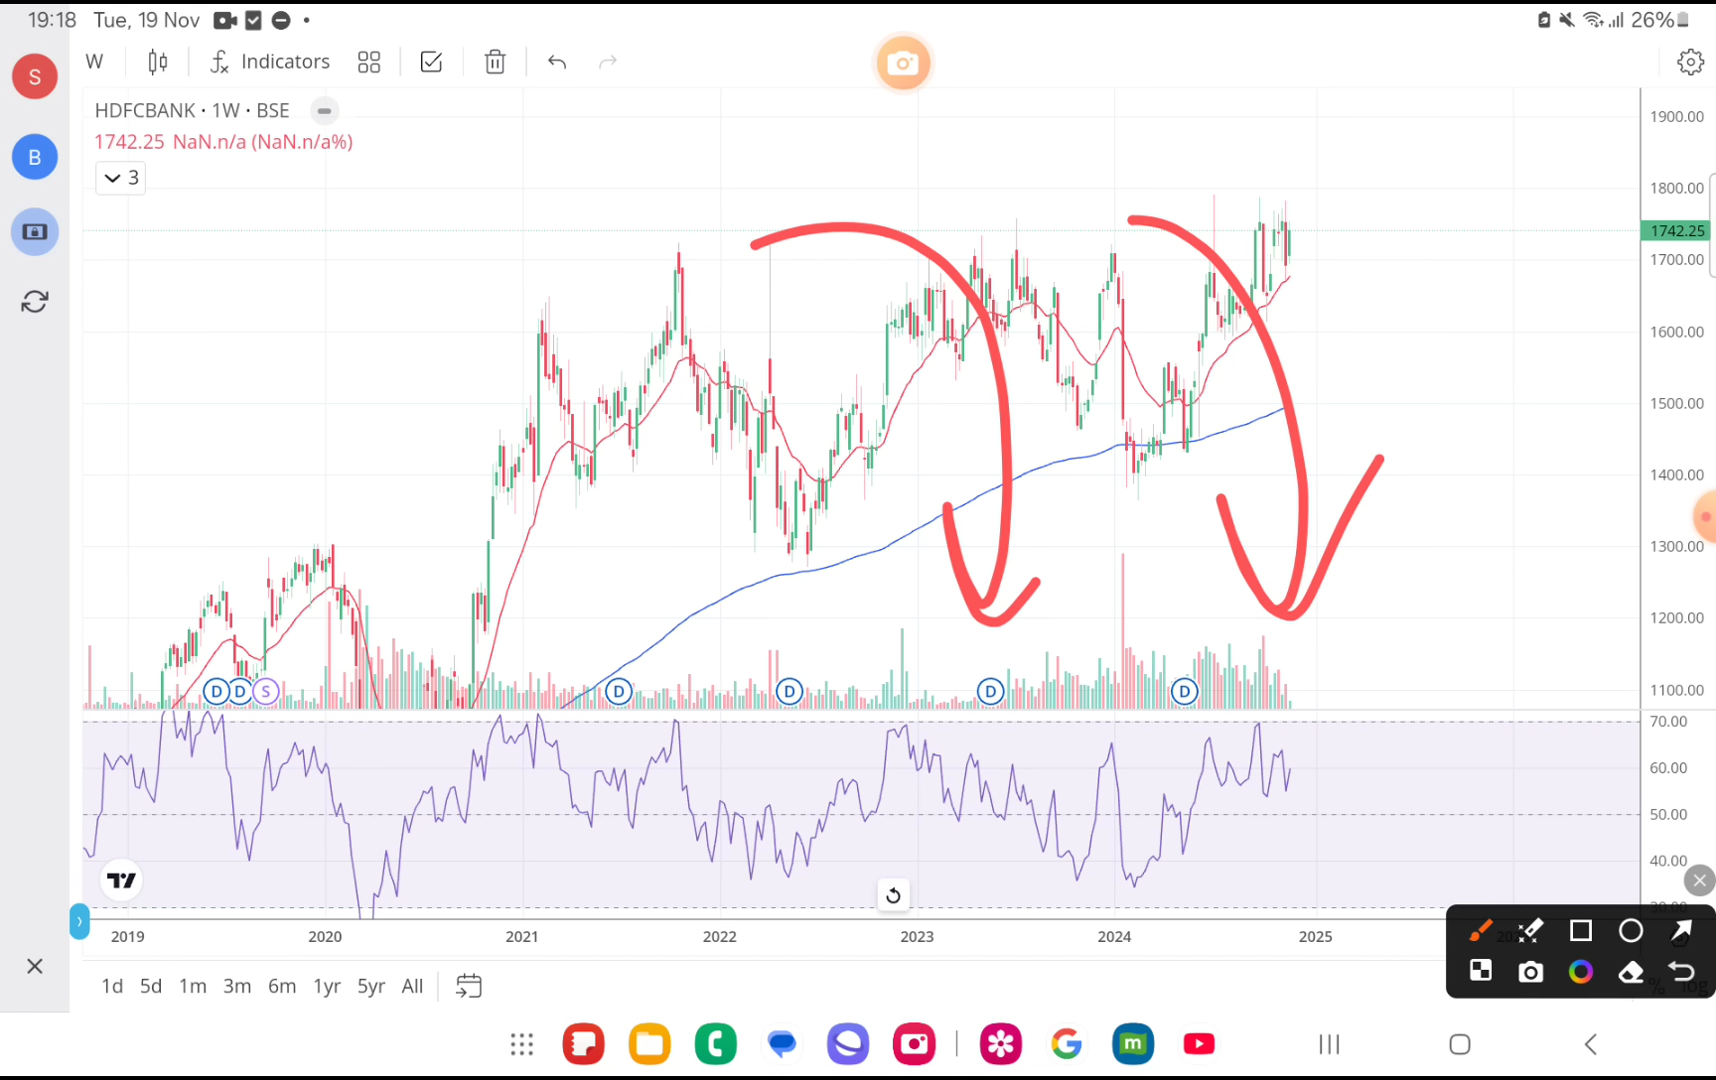 19:18 Tue, 19 Nov
26%
S
B
W
Indicators
HDFCBANK · 1W · BSE
1742.25 NaN.n/a (NaN.n/a%)
3
1900.00
1800.00
1742.25
1700.00
1600.00
1500.00
1400.00
1300.00
1200.00
1100.00
D D S D D D D
70.00
60.00
50.00
40.00
30.00
2019 2020 2021 2022 2023 2024 2025
1d 5d 1m 3m 6m 1yr 5yr All
% log
m